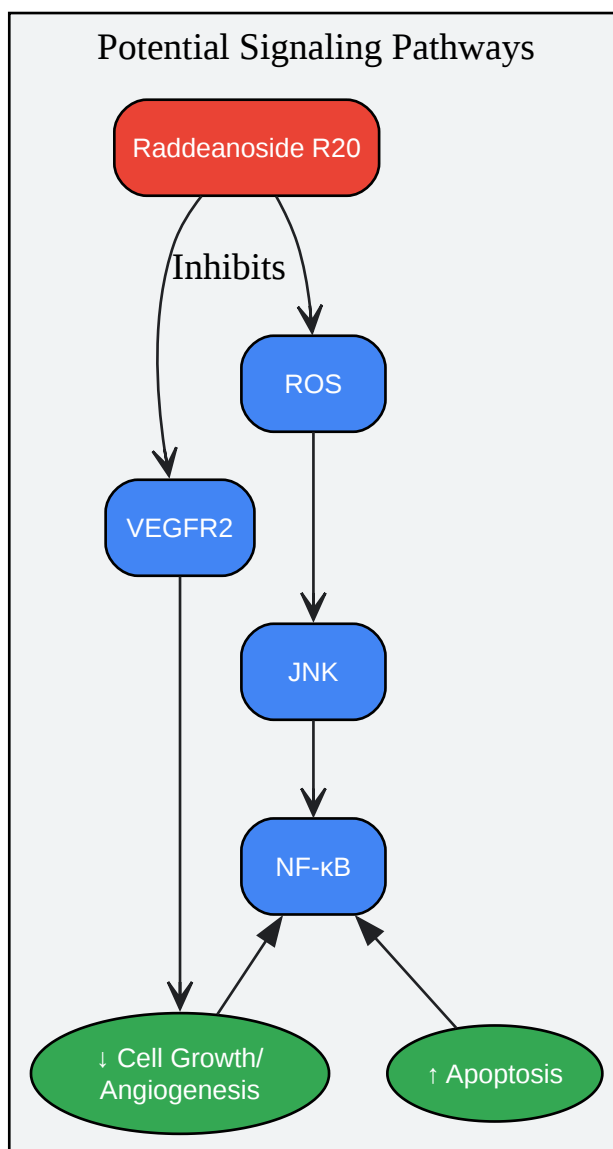 Potential Signaling Pathways
Raddeanoside R20
Inhibits
ROS
VEGFR2
JNK
NF-κB
↓ Cell Growth/
Angiogenesis
↑ Apoptosis